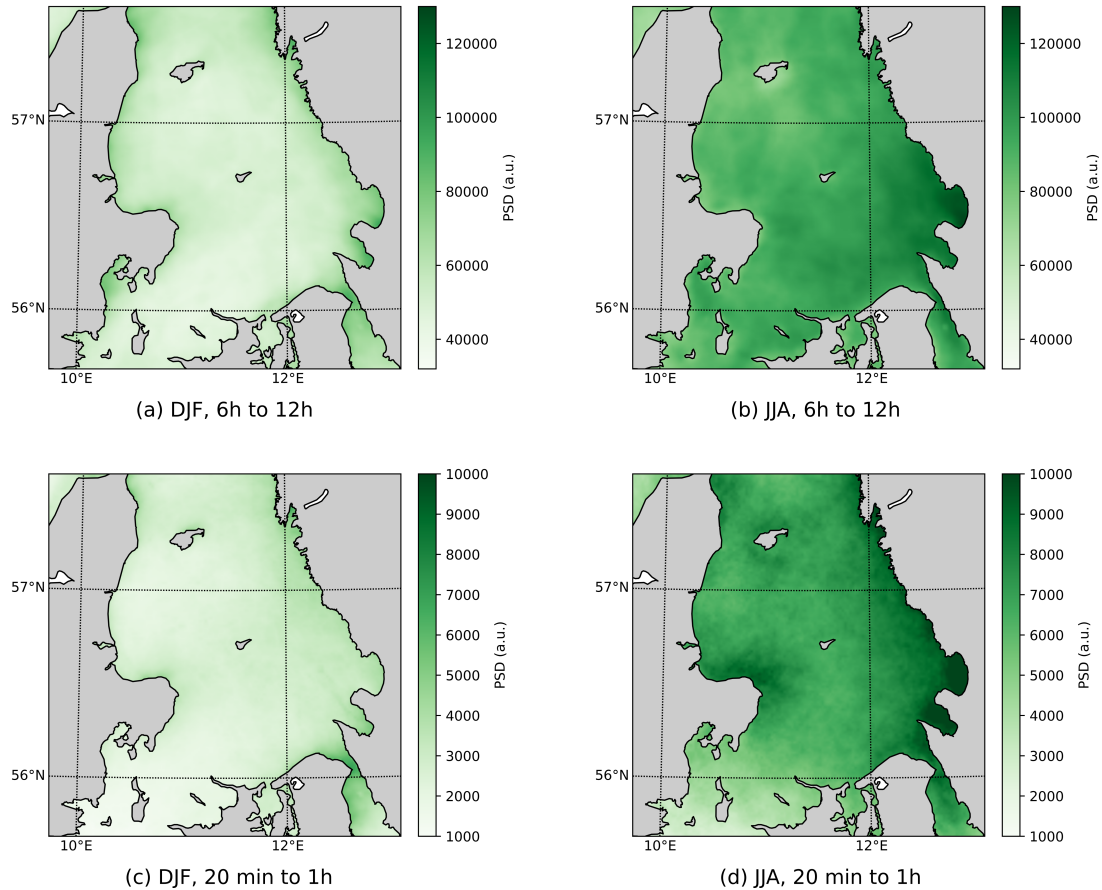 120000
57°N
100000
80000
PSD (a.u.)
60000
56°N
40000
10°E
12°E
(a) DJF, 6h to 12h
120000
57°N
100000
80000
PSD (a.u.)
60000
56°N
40000
10°E
12°E
(b) JJA, 6h to 12h
10000
9000
8000
57°N
7000
6000
PSD (a.u.)
5000
4000
3000
56°N
2000
1000
10°E
12°E
(c) DJF, 20 min to 1h
10000
9000
8000
57°N
7000
6000
PSD (a.u.)
5000
4000
3000
56°N
2000
1000
10°E
12°E
(d) JJA, 20 min to 1h